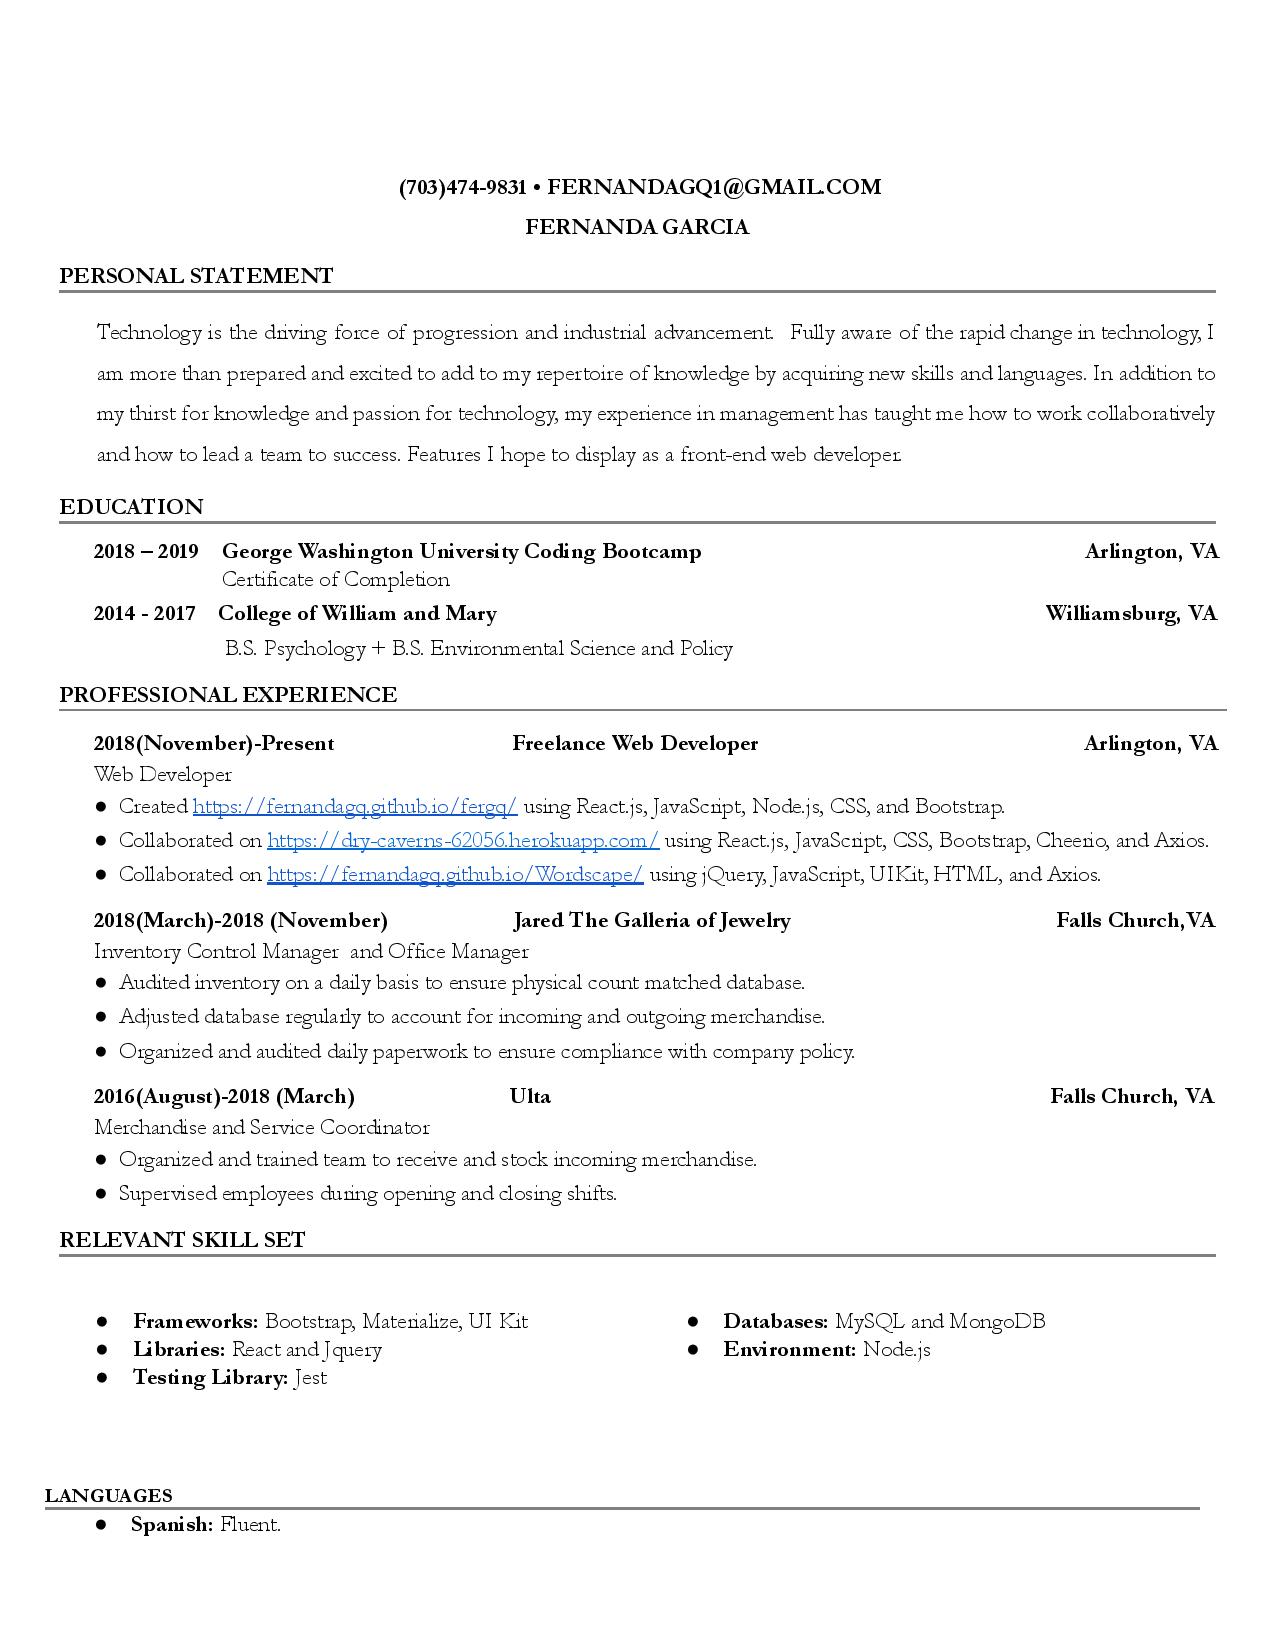 (703)474-9831 • FERNANDAGQ1@GMAIL.COM
FERNANDA GARCIA
PERSONAL STATEMENT
Technology is the driving force of progression and industrial advancement. Fully aware of the rapid change in technology, I
am more than prepared and excited to add to my repertoire of knowledge by acquiring new skills and languages. In addition to
my thirst for knowledge and passion for technology, my experience in management has taught me how to work collaboratively
and how to lead a team to success. Features I hope to display as a front-end web developer.
EDUCATION
2018 – 2019 George Washington University Coding Bootcamp Arlington, VA
Certificate of Completion
2014 - 2017 College of William and Mary Williamsburg, VA
B.S. Psychology + B.S. Environmental Science and Policy
PROFESSIONAL EXPERIENCE
2018(November)-Present Freelance Web Developer Arlington, VA
Web Developer
● Created https://fernandagq.github.io/fergq/ using React.js, JavaScript, Node.js, CSS, and Bootstrap.
● Collaborated on https://dry-caverns-62056.herokuapp.com/ using React.js, JavaScript, CSS, Bootstrap, Cheerio, and Axios.
● Collaborated on https://fernandagq.github.io/Wordscape/ using jQuery, JavaScript, UIKit, HTML, and Axios.
2018(March)-2018 (November) Jared The Galleria of Jewelry Falls Church,VA
Inventory Control Manager and Office Manager
● Audited inventory on a daily basis to ensure physical count matched database.
● Adjusted database regularly to account for incoming and outgoing merchandise.
● Organized and audited daily paperwork to ensure compliance with company policy.
2016(August)-2018 (March) Ulta Falls Church, VA
Merchandise and Service Coordinator
● Organized and trained team to receive and stock incoming merchandise.
● Supervised employees during opening and closing shifts.
RELEVANT SKILL SET
● Frameworks: Bootstrap, Materialize, UI Kit
● Libraries: React and Jquery
● Testing Library: Jest
● Databases: MySQL and MongoDB
● Environment: Node.js
LANGUAGES
● Spanish: Fluent.